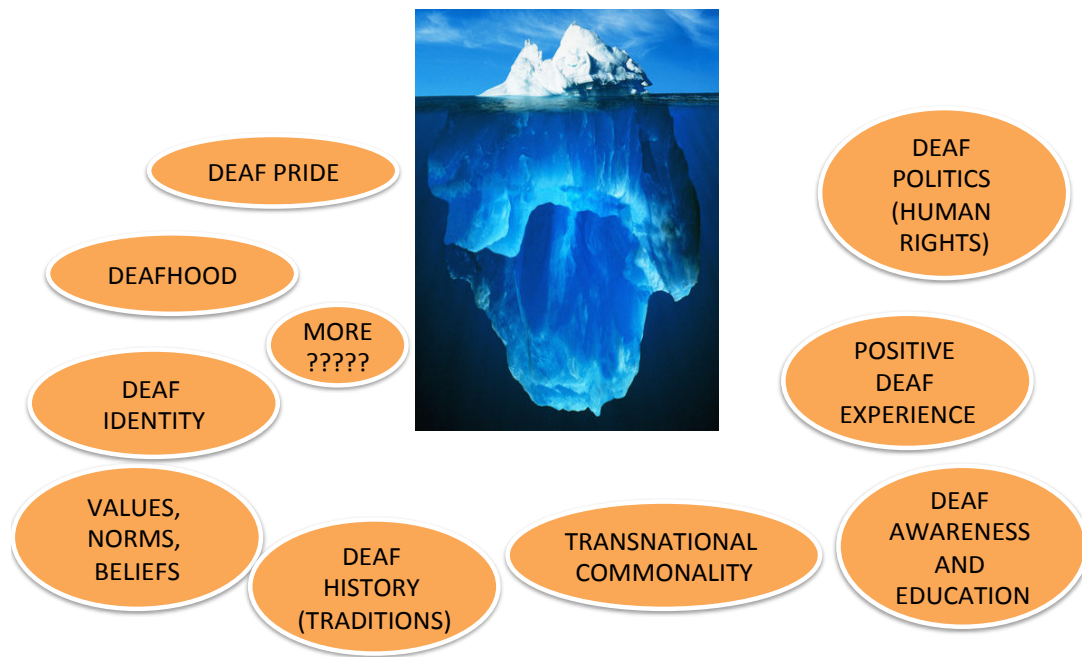 DEAF PRIDE
DEAFHOOD
MORE
?????
DEAF
IDENTITY
VALUES,
NORMS,
BELIEFS
DEAF
HISTORY
(TRADITIONS)
TRANSNATIONAL
COMMONALITY
DEAF
POLITICS
(HUMAN
RIGHTS)
POSITIVE
DEAF
EXPERIENCE
DEAF
AWARENESS
AND
EDUCATION